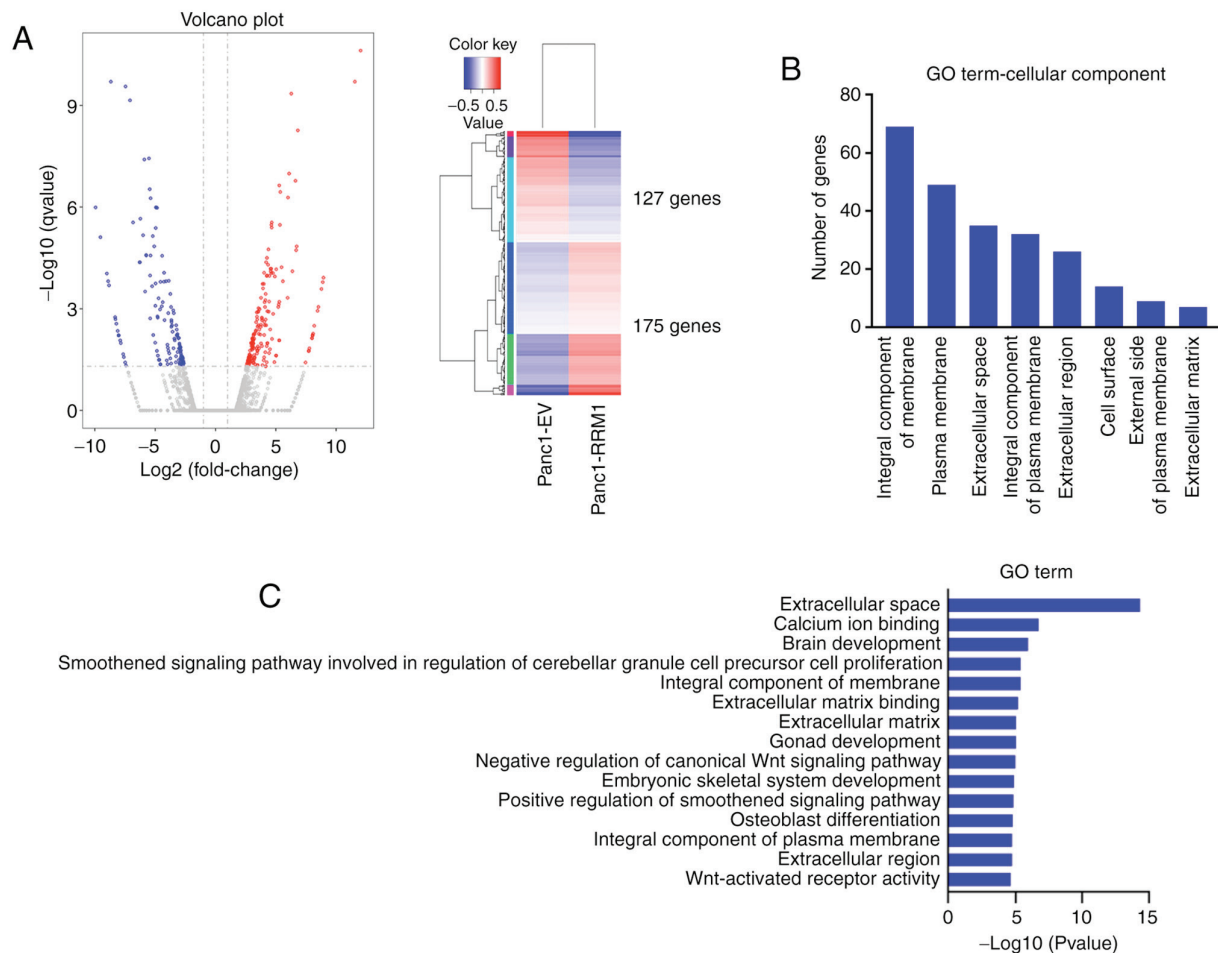 A
Volcano plot
9
6
3
0
−Log10 (qvalue)
−10
−5
0
5
10
Log2 (fold-change)
Color key
−0.5
0.5
Value
127 genes
175 genes
Panc1-EV
Panc1-RRM1
B
GO term-cellular component
80
60
40
20
0
Number of genes
Integral component
of membrane
Plasma membrane
Extracellular space
Integral component
of plasma membrane
Extracellular region
Cell surface
External side
of plasma membrane
Extracellular matrix
C
GO term
Extracellular space
Calcium ion binding
Brain development
Smoothened signaling pathway involved in regulation of cerebellar granule cell precursor cell proliferation
Integral component of membrane
Extracellular matrix binding
Extracellular matrix
Gonad development
Negative regulation of canonical Wnt signaling pathway
Embryonic skeletal system development
Positive regulation of smoothened signaling pathway
Osteoblast differentiation
Integral component of plasma membrane
Extracellular region
Wnt-activated receptor activity
0
5
10
15
−Log10 (Pvalue)